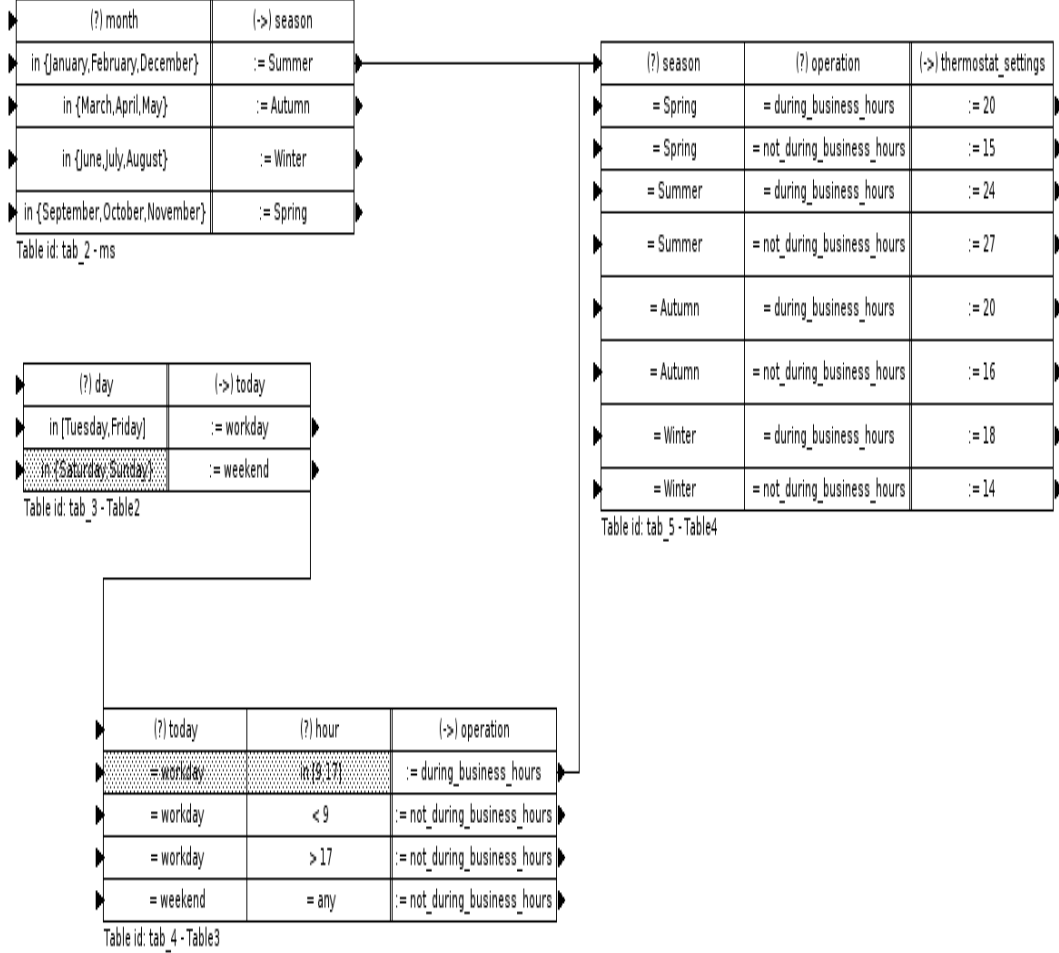 (?) month (->) season
in {January,February,December} := Summer
in {March,April,May} := Autumn
in {June,July,August} := Winter
in {September,October,November} := Spring
Table id: tab_2 - ms
(?) day (->) today
in [Tuesday,Friday] := workday
in {Saturday,Sunday} := weekend
Table id: tab_3 - Table2
(?) today (?) hour (->) operation
= workday in [9,17] := during_business_hours
= workday < 9 := not_during_business_hours
= workday > 17 := not_during_business_hours
= weekend = any := not_during_business_hours
Table id: tab_4 - Table3
(?) season (?) operation (->) thermostat_settings
= Spring = during_business_hours := 20
= Spring = not_during_business_hours := 15
= Summer = during_business_hours := 24
= Summer = not_during_business_hours := 27
= Autumn = during_business_hours := 20
= Autumn = not_during_business_hours := 16
= Winter = during_business_hours := 18
= Winter = not_during_business_hours := 14
Table id: tab_5 - Table4